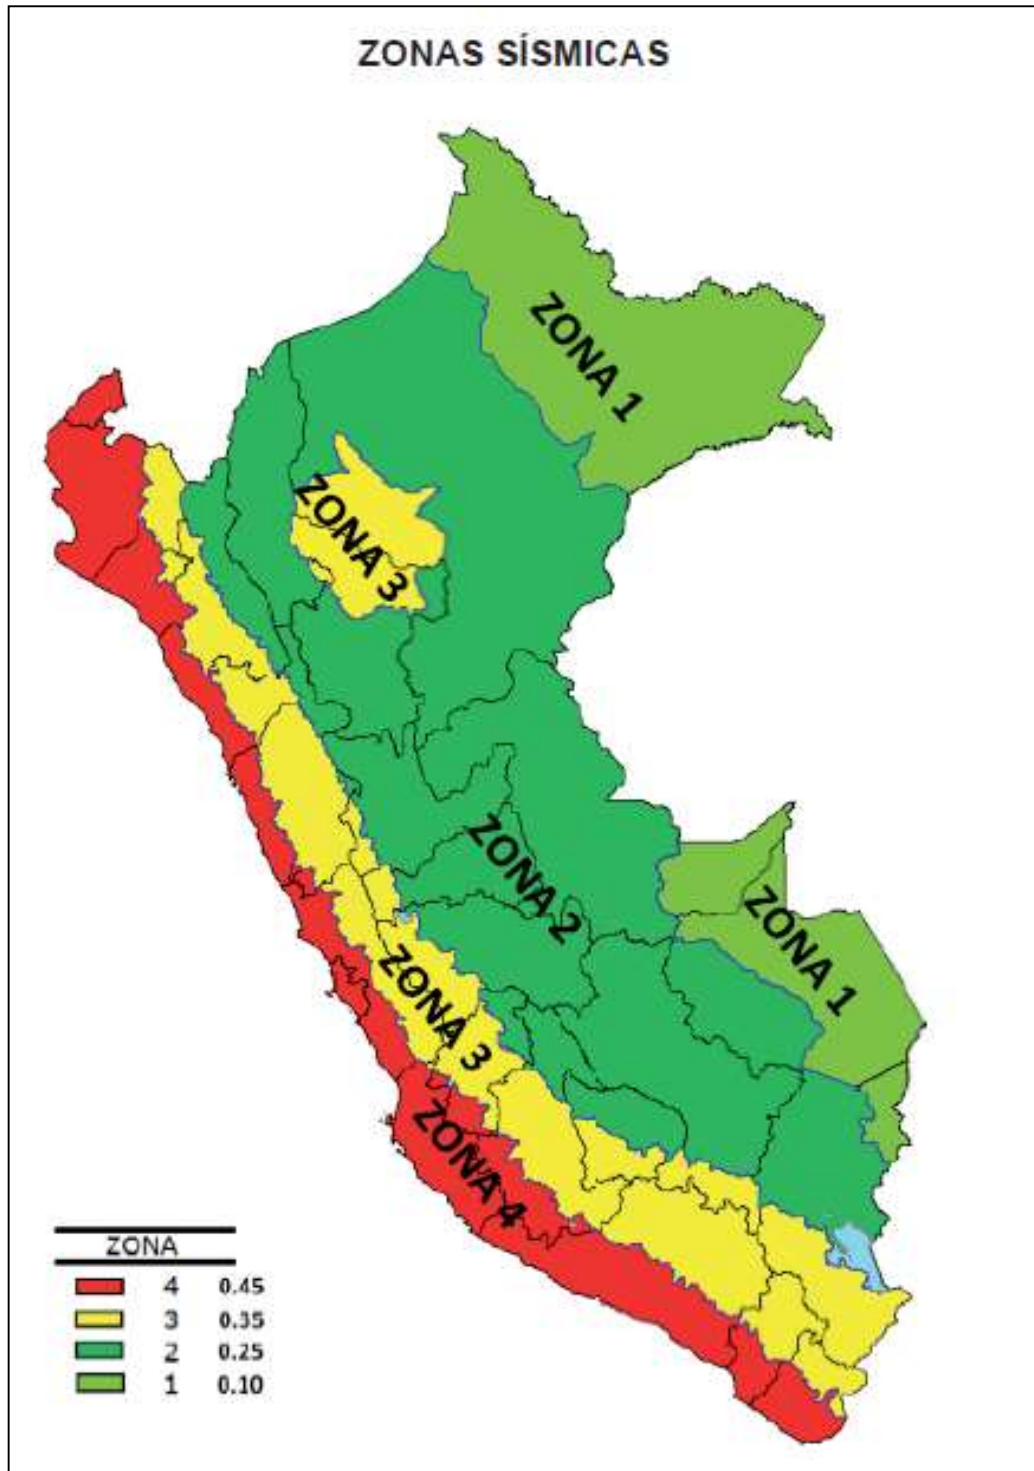 ZONAS SÍSMICAS
ZONA 1
ZONA 3
ZONA 2
ZONA 1
ZONA 3
ZONA 4
ZONA
4 0.45
3 0.35
2 0.25
1 0.10